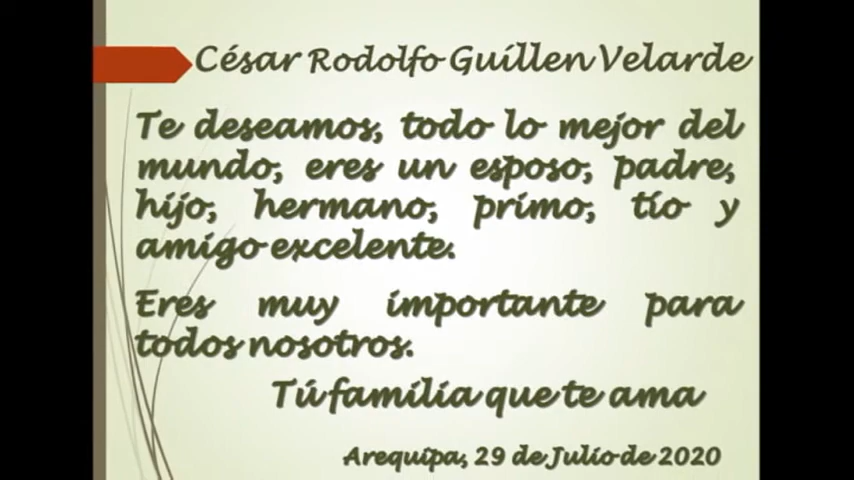 César Rodolfo Guillen Velarde
Te deseamos, todo lo mejor del
mundo, eres un esposo, padre,
hijo, hermano, primo, tío y
amigo excelente.
Eres muy importante para
todos nosotros.
Tú familia que te ama
Arequipa, 29 de Julio de 2020